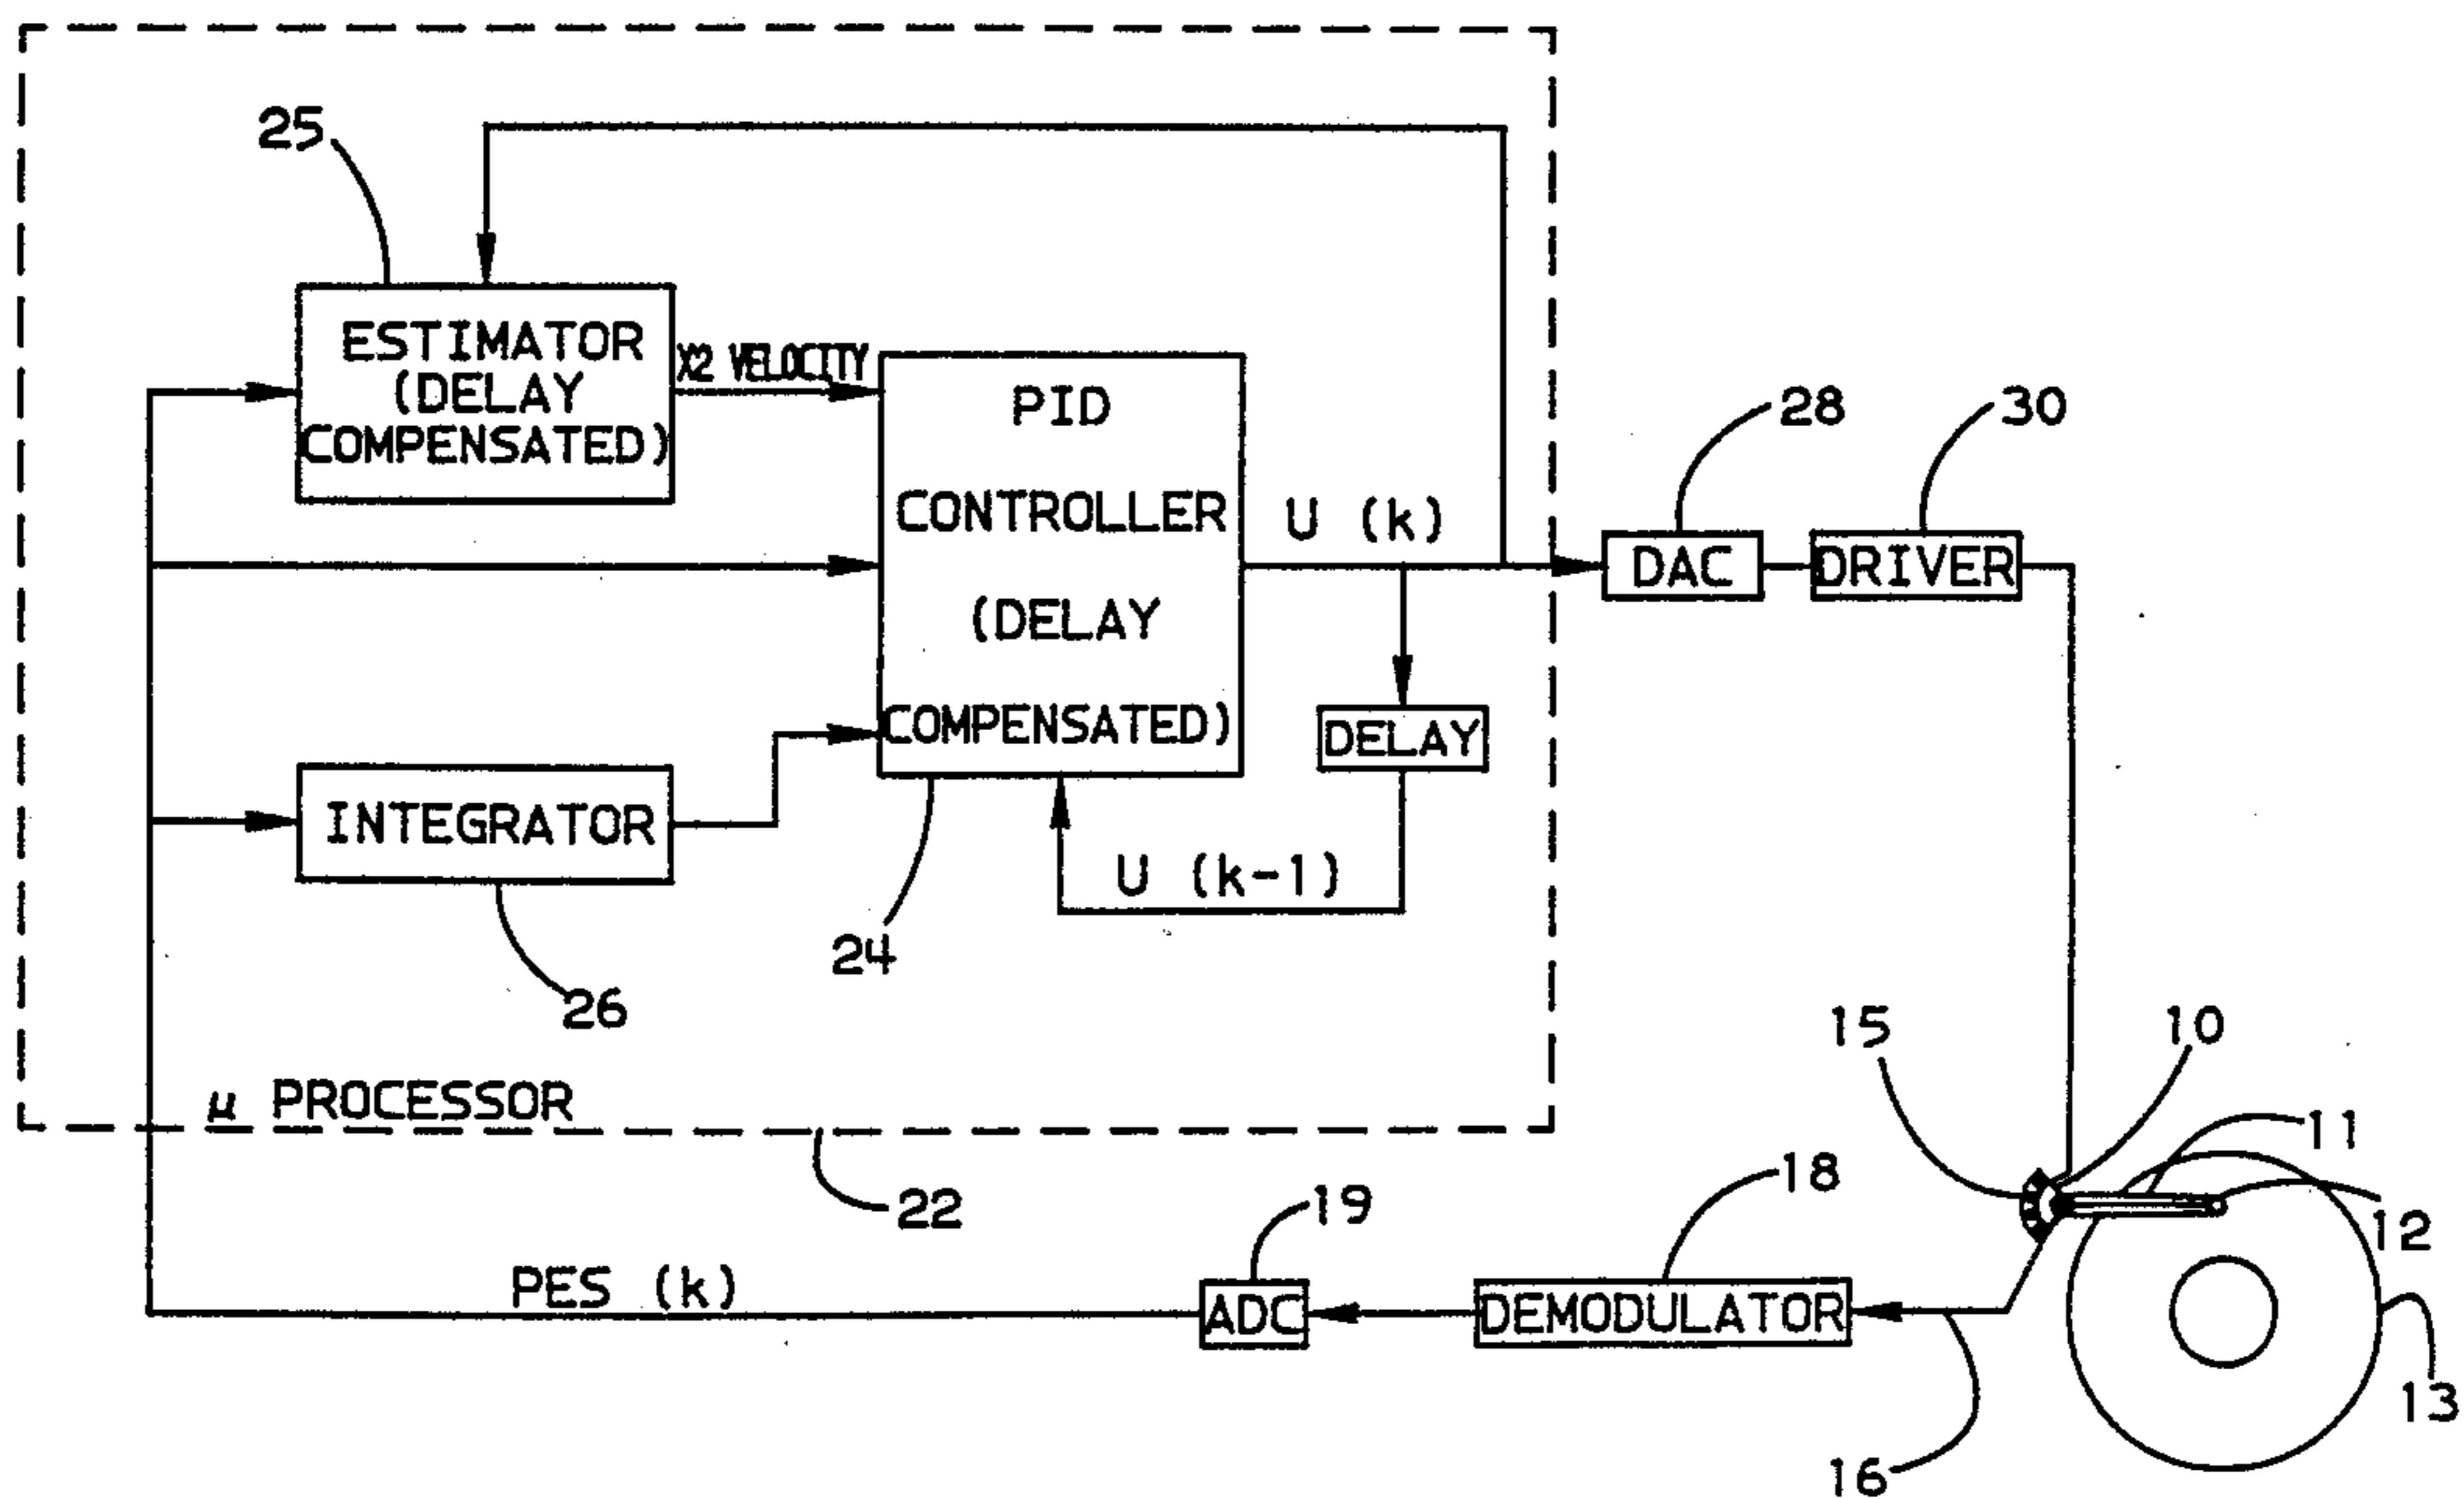 25
ESTIMATOR
(DELAY
COMPENSATED)
X2 VELOCITY
PID
CONTROLLER
(DELAY
COMPENSATED)
U (k)
28
30
DAC
DRIVER
DELAY
INTEGRATOR
U (k-1)
24
26
μ PROCESSOR
22
15
10
11
12
13
18
19
PES (k)
ADC
DEMODULATOR
16